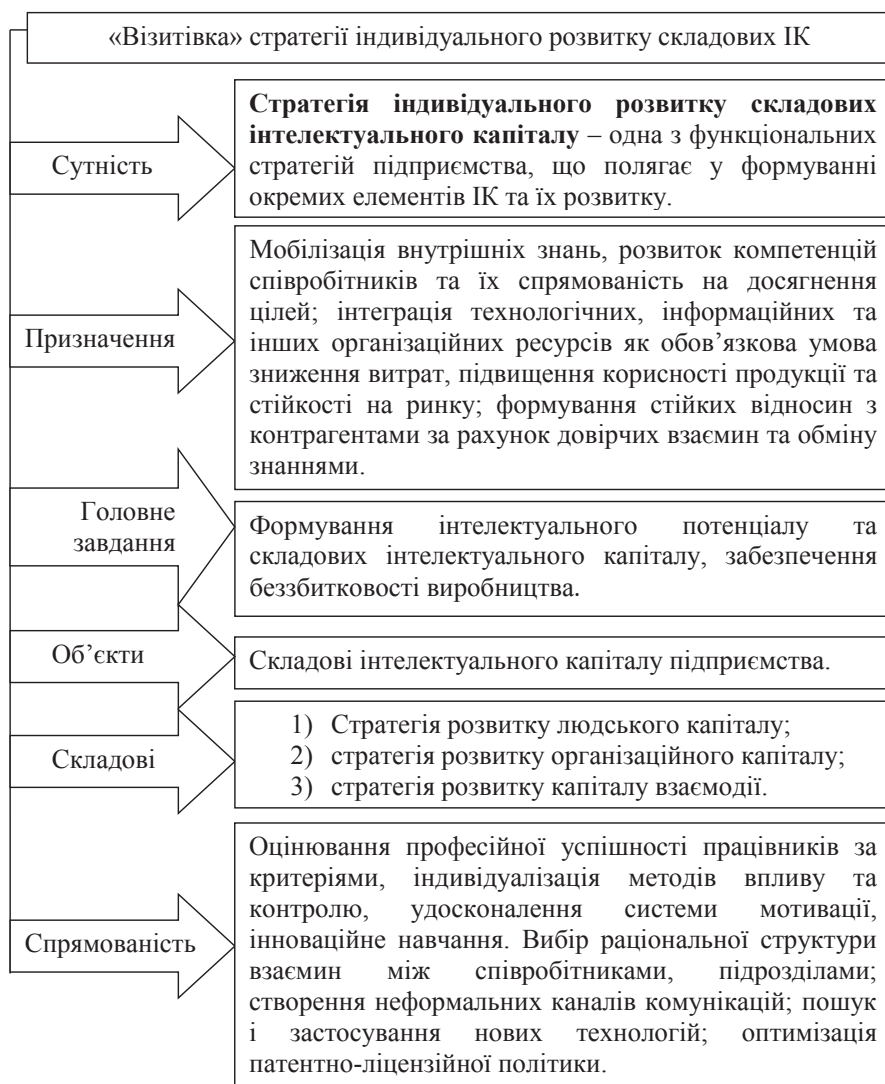 «Візитівка» стратегії індивідуального розвитку складових ІК
Сутність
Стратегія індивідуального розвитку складових
інтелектуального капіталу – одна з функціональних
стратегій підприємства, що полягає у формуванні
окремих елементів ІК та їх розвитку.
Призначення
Мобілізація внутрішніх знань, розвиток компетенцій
співробітників та їх спрямованість на досягнення
цілей; інтеграція технологічних, інформаційних та
інших організаційних ресурсів як обов’язкова умова
зниження витрат, підвищення корисності продукції та
стійкості на ринку; формування стійких відносин з
контрагентами за рахунок довірчих взаємин та обміну
знаннями.
Головне
завдання
Формування інтелектуального потенціалу та
складових інтелектуального капіталу, забезпечення
беззбитковості виробництва.
Об’єкти
Складові інтелектуального капіталу підприємства.
Складові
1) Стратегія розвитку людського капіталу;
2) стратегія розвитку організаційного капіталу;
3) стратегія розвитку капіталу взаємодії.
Спрямованість
Оцінювання професійної успішності працівників за
критеріями, індивідуалізація методів впливу та
контролю, удосконалення системи мотивації,
інноваційне навчання. Вибір раціональної структури
взаємин між співробітниками, підрозділами;
створення неформальних каналів комунікацій; пошук
і застосування нових технологій; оптимізація
патентно-ліцензійної політики.